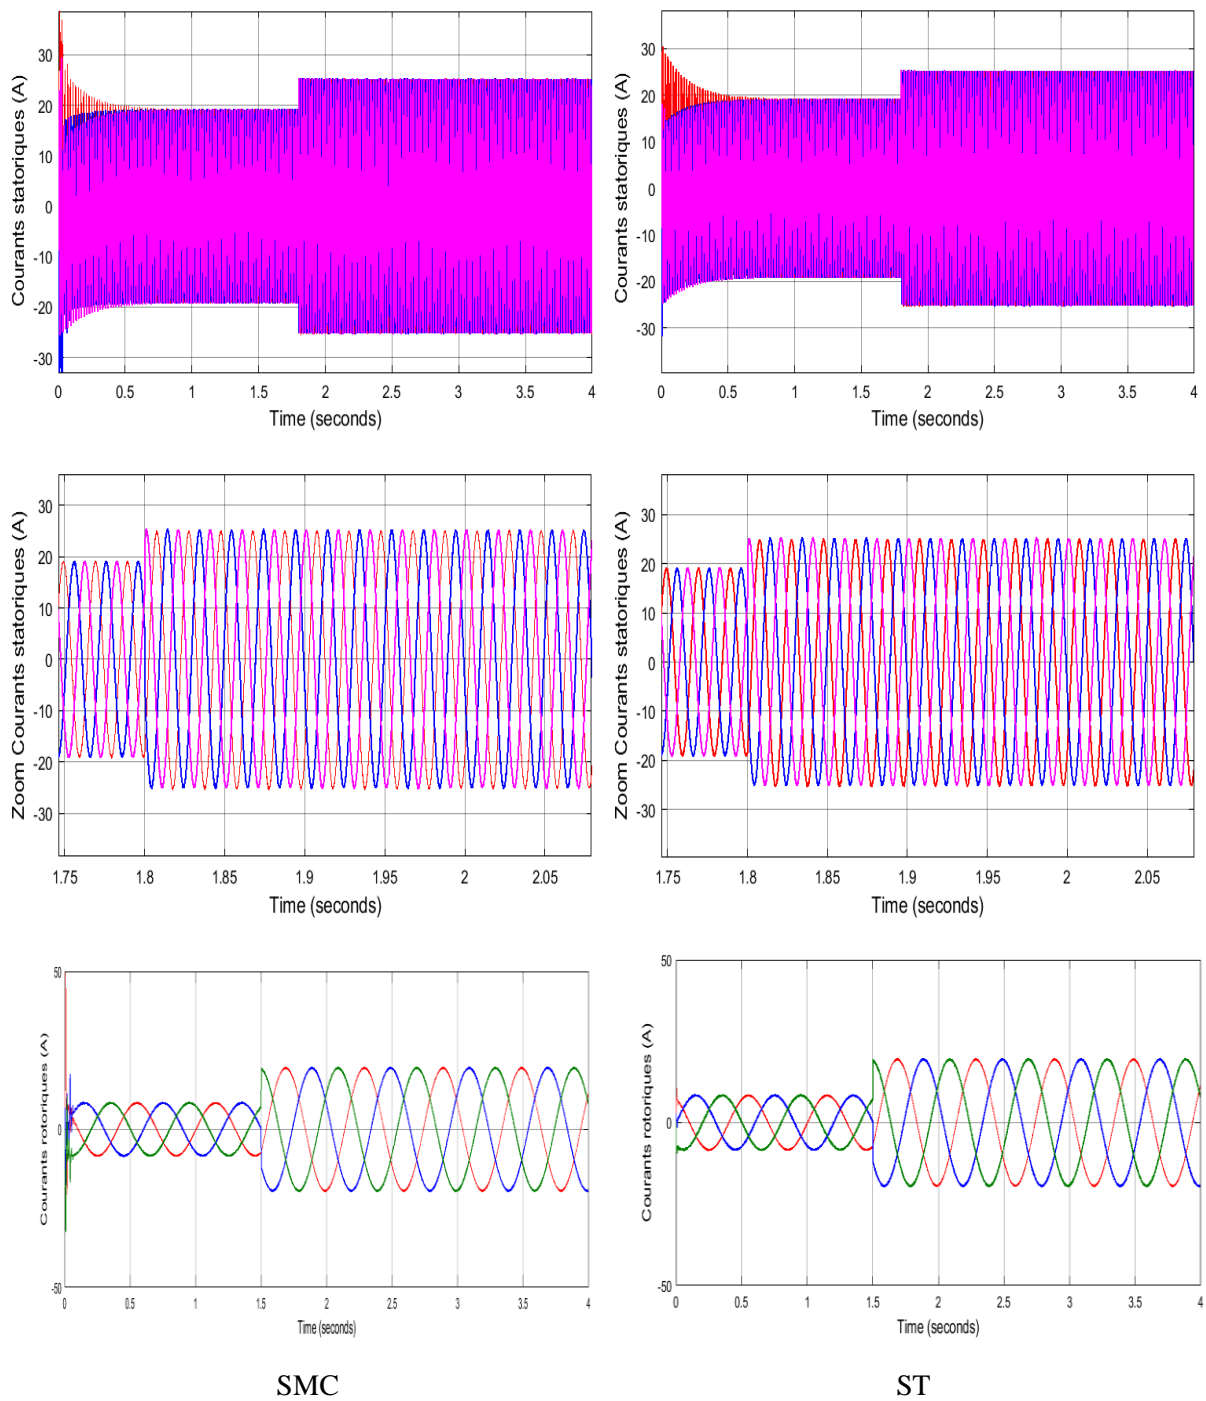 Courants statoriques (A)
30
20
10
0
-10
-20
-30
0 0.5 1 1.5 2 2.5 3 3.5 4
Time (seconds)
Courants statoriques (A)
30
20
10
0
-10
-20
-30
0 0.5 1 1.5 2 2.5 3 3.5 4
Time (seconds)
Zoom Courants statoriques (A)
30
20
10
0
-10
-20
-30
1.75 1.8 1.85 1.9 1.95 2 2.05
Time (seconds)
Zoom Courants statoriques (A)
30
20
10
0
-10
-20
-30
1.75 1.8 1.85 1.9 1.95 2 2.05
Time (seconds)
Courants rotoriques (A)
50
0
-50
0 0.5 1 1.5 2 2.5 3 3.5 4
Time (seconds)
Courants rotoriques (A)
50
0
-50
0 0.5 1 1.5 2 2.5 3 3.5 4
Time (seconds)
SMC
ST